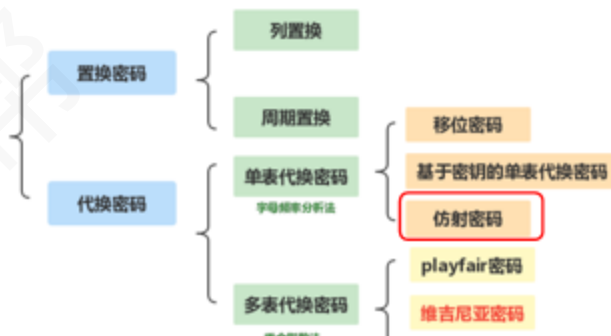 列置换
置换密码
周期置换
移位密码
单表代换密码
基于密钥的单表代换密码
字母频率分析法
代换密码
仿射密码
playfair密码
多表代换密码
维吉尼亚密码